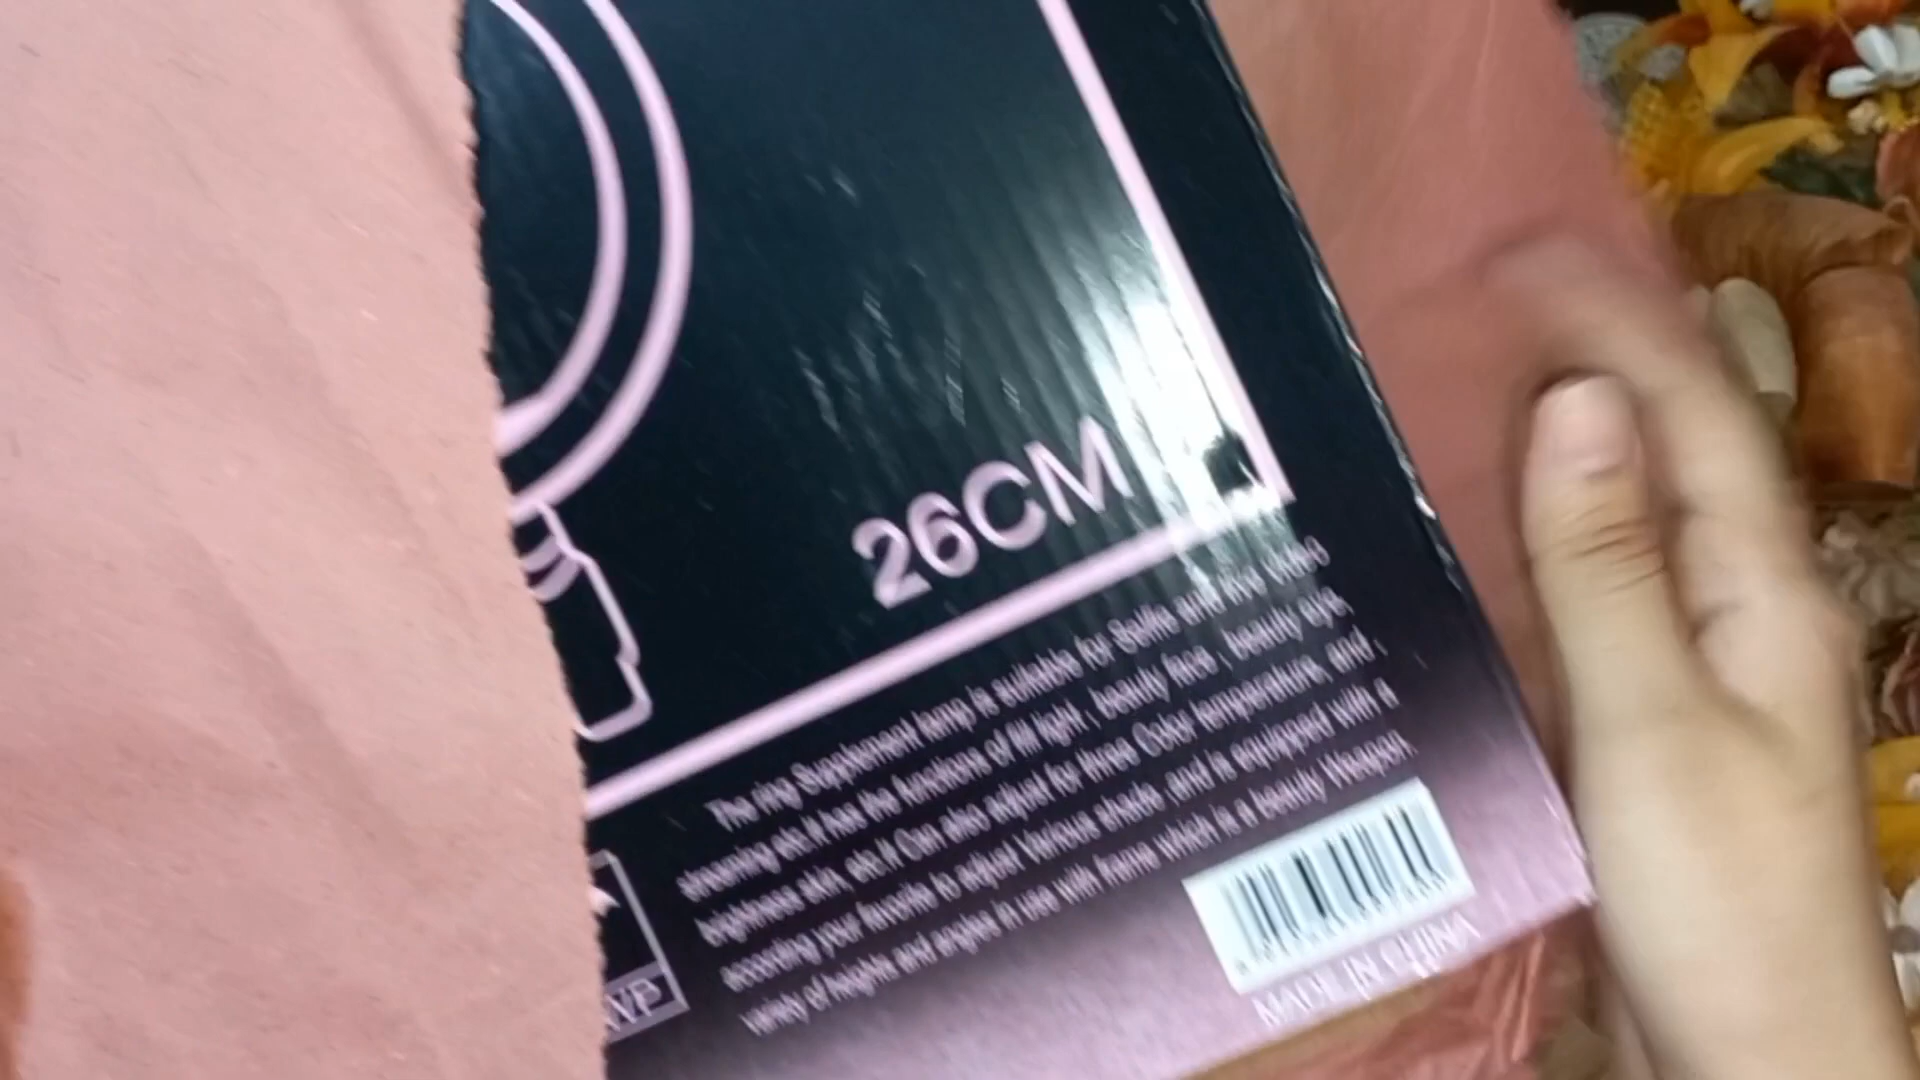 26CM
The ring Supplement lamp is suitable for Selfie and live video
streaming etc. It has the functions of fill light, beauty face, beauty eye,
brightness skin, etc. It Can also adjust for three Color temperature, and,
according your favorite to adjust Various shade, and is equipped with a
variety of heights and angles in use with which is a beauty Weapon.
MADE IN CHINA